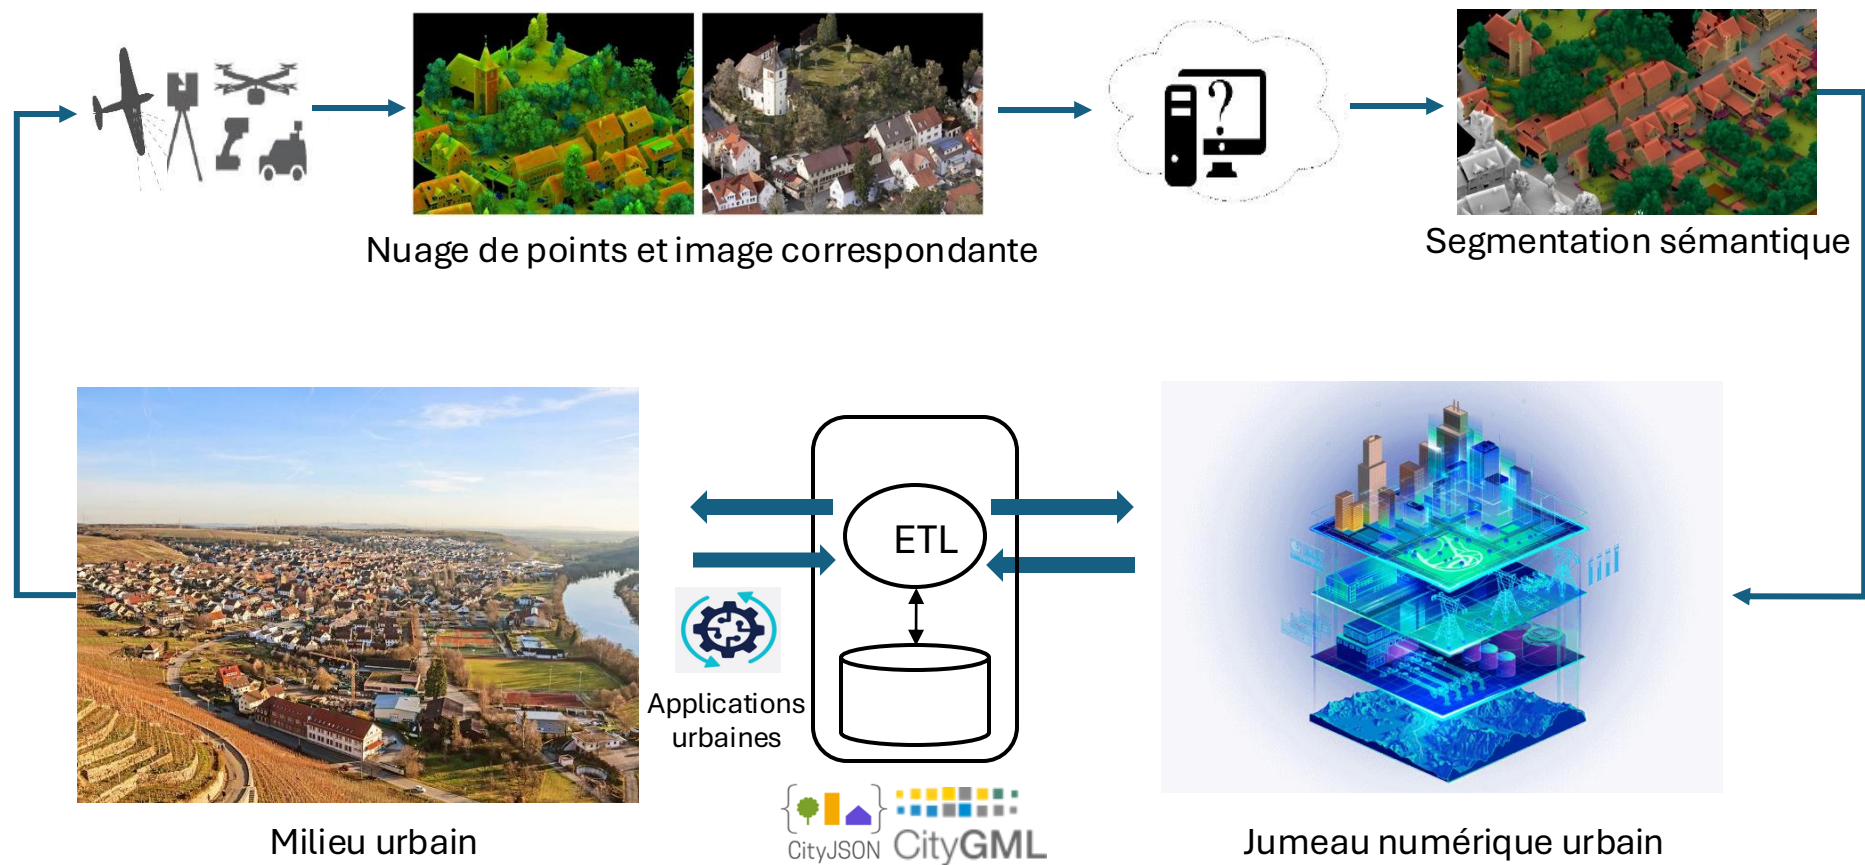 ?
Nuage de points et image correspondante
Segmentation sémantique
ETL
Applications
urbaines
CityJSON
CityGML
Milieu urbain
Jumeau numérique urbain